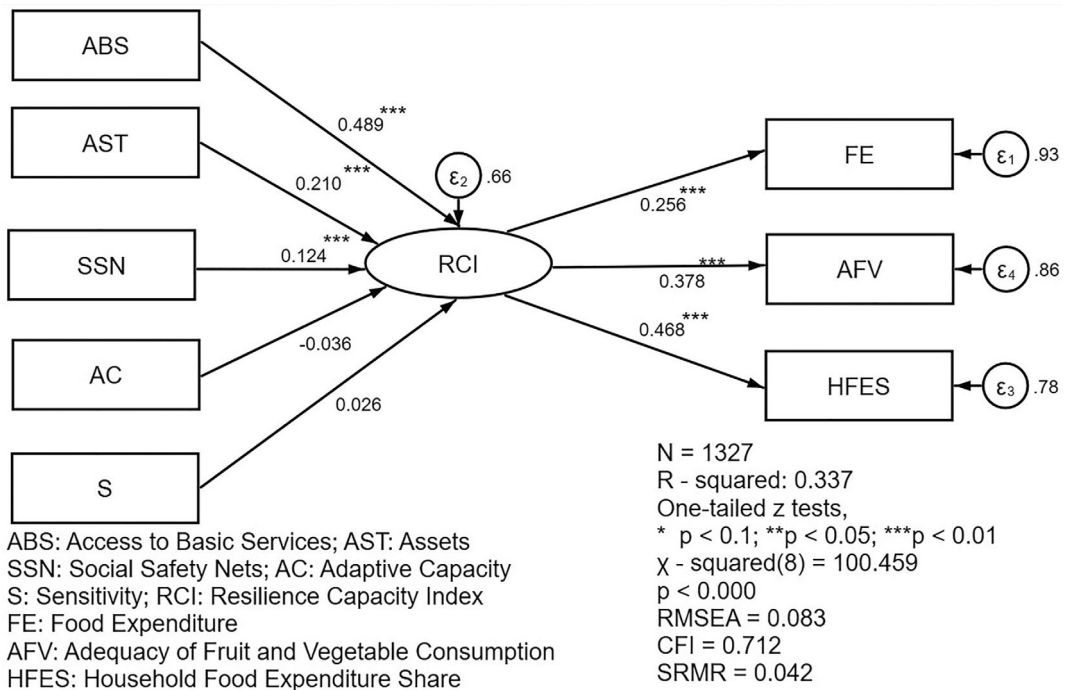 ABS
AST
SSN
AC
S
0.489***
0.210***
0.124***
-0.036
0.026
ε2 .66
RCI
0.256***
0.378***
0.468***
FE
ε1 .93
AFV
ε4 .86
HFES
ε3 .78
ABS: Access to Basic Services; AST: Assets
SSN: Social Safety Nets; AC: Adaptive Capacity
S: Sensitivity; RCI: Resilience Capacity Index
FE: Food Expenditure
AFV: Adequacy of Fruit and Vegetable Consumption
HFES: Household Food Expenditure Share
N = 1327
R - squared: 0.337
One-tailed z tests,
* p < 0.1; **p < 0.05; ***p < 0.01
χ - squared(8) = 100.459
p < 0.000
RMSEA = 0.083
CFI = 0.712
SRMR = 0.042